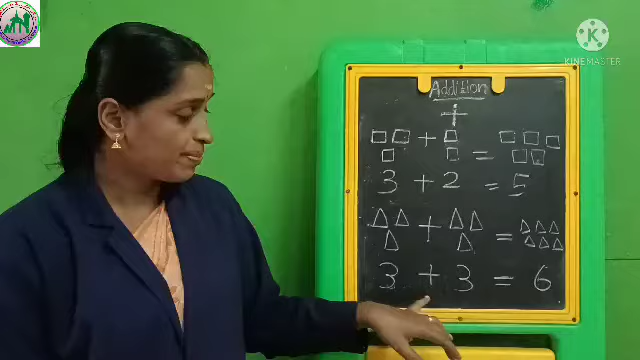 KINEMASTER
Addition
+
+ =
3 + 2 = 5
+ =
3 + 3 = 6